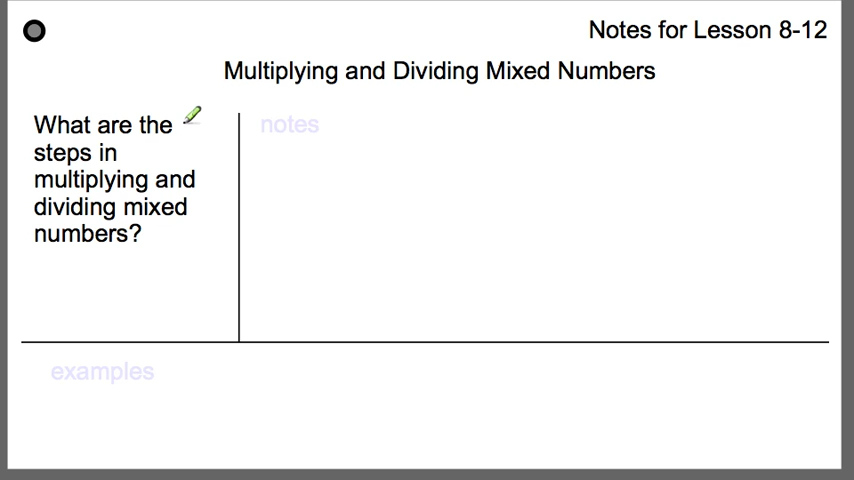 Notes for Lesson 8-12
Multiplying and Dividing Mixed Numbers
What are the
steps in
multiplying and
dividing mixed
numbers?
notes
examples